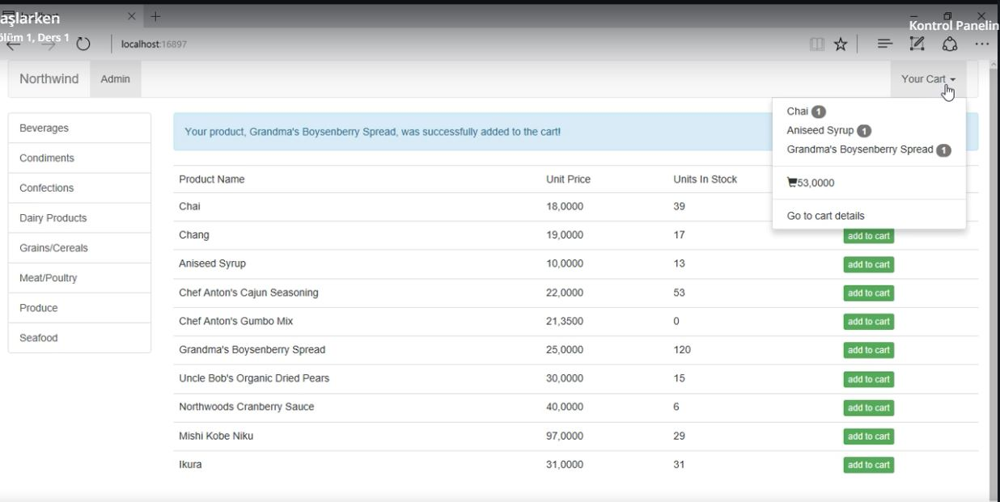 aşlarken
ölüm 1, Ders 1
Kontrol Panelin
localhost:16897
Northwind
Admin
Your Cart
Chai 1
Aniseed Syrup 1
Grandma's Boysenberry Spread 1
53,0000
Go to cart details
Beverages
Condiments
Confections
Dairy Products
Grains/Cereals
Meat/Poultry
Produce
Seafood
Your product, Grandma's Boysenberry Spread, was successfully added to the cart!
Product Name Unit Price Units In Stock
Chai 18,0000 39
Chang 19,0000 17 add to cart
Aniseed Syrup 10,0000 13 add to cart
Chef Anton's Cajun Seasoning 22,0000 53 add to cart
Chef Anton's Gumbo Mix 21,3500 0 add to cart
Grandma's Boysenberry Spread 25,0000 120 add to cart
Uncle Bob's Organic Dried Pears 30,0000 15 add to cart
Northwoods Cranberry Sauce 40,0000 6 add to cart
Mishi Kobe Niku 97,0000 29 add to cart
Ikura 31,0000 31 add to cart